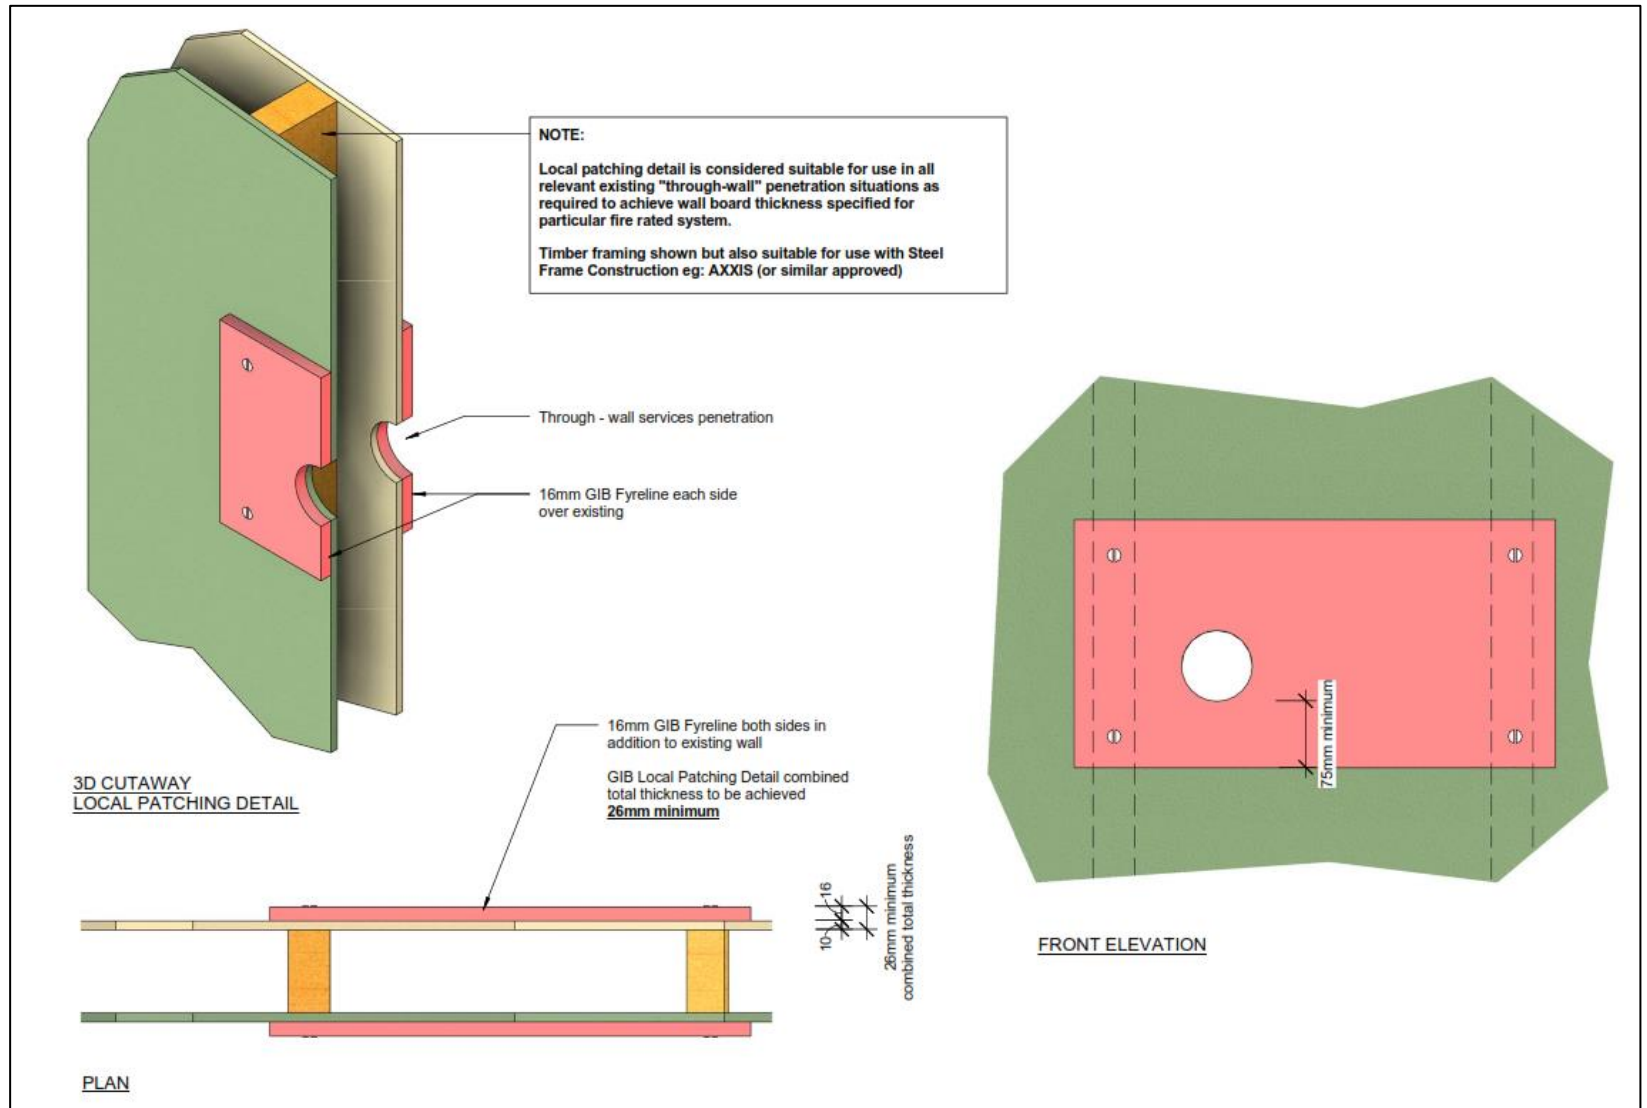 NOTE:
Local patching detail is considered suitable for use in all
relevant existing "through-wall" penetration situations as
required to achieve wall board thickness specified for
particular fire rated system.
Timber framing shown but also suitable for use with Steel
Frame Construction eg: AXXIS (or similar approved)
Through - wall services penetration
16mm GIB Fyreline each side
over existing
3D CUTAWAY
LOCAL PATCHING DETAIL
16mm GIB Fyreline both sides in
addition to existing wall
GIB Local Patching Detail combined
total thickness to be achieved
26mm minimum
75mm minimum
16
10
26mm minimum
combined total thickness
FRONT ELEVATION
PLAN